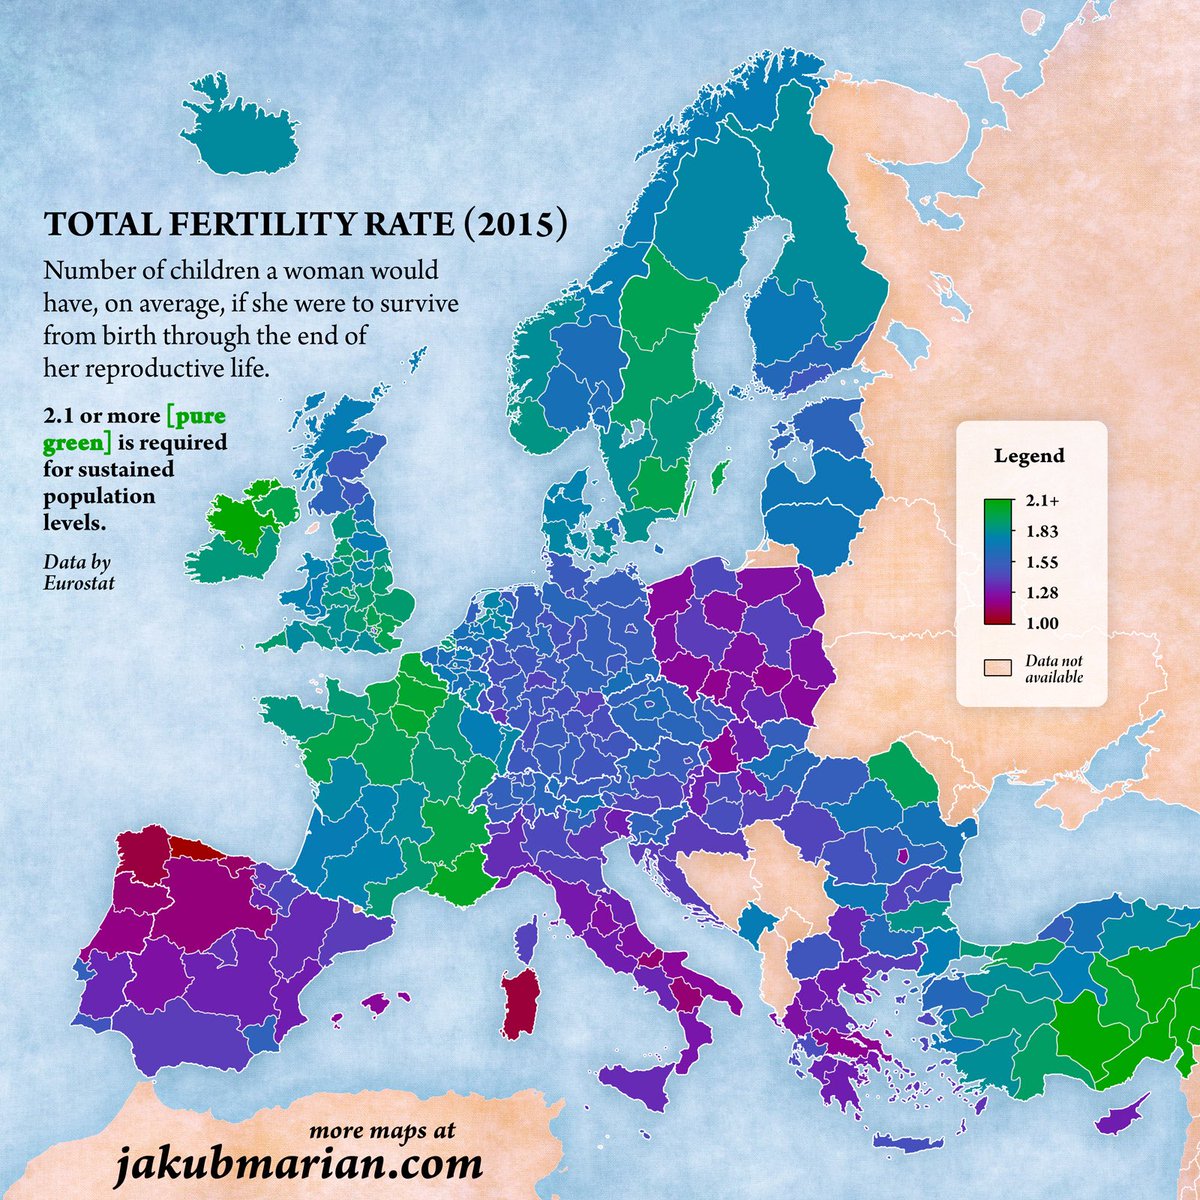 TOTAL FERTILITY RATE (2015)
Number of children a woman would
have, on average, if she were to survive
from birth through the end of
her reproductive life.
2.1 or more [pure
green] is required
for sustained
population
levels.
Data by
Eurostat
Legend
2.1+
1.83
1.55
1.28
1.00
Data not
available
more maps at
jakubmarian.com